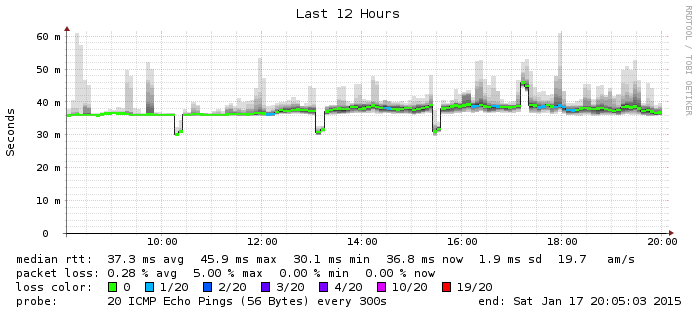 Last 12 Hours
RRDTOOL / TOBI OETIKER
Seconds
60 m
50 m
40 m
30 m
20 m
10 m
0
10:00 12:00 14:00 16:00 18:00 20:00
median rtt: 37.3 ms avg 45.9 ms max 30.1 ms min 36.8 ms now 1.9 ms sd 19.7 am/s
packet loss: 0.28 % avg 5.00 % max 0.00 % min 0.00 % now
loss color: 0 1/20 2/20 3/20 4/20 10/20 19/20
probe: 20 ICMP Echo Pings (56 Bytes) every 300s end: Sat Jan 17 20:05:03 2015